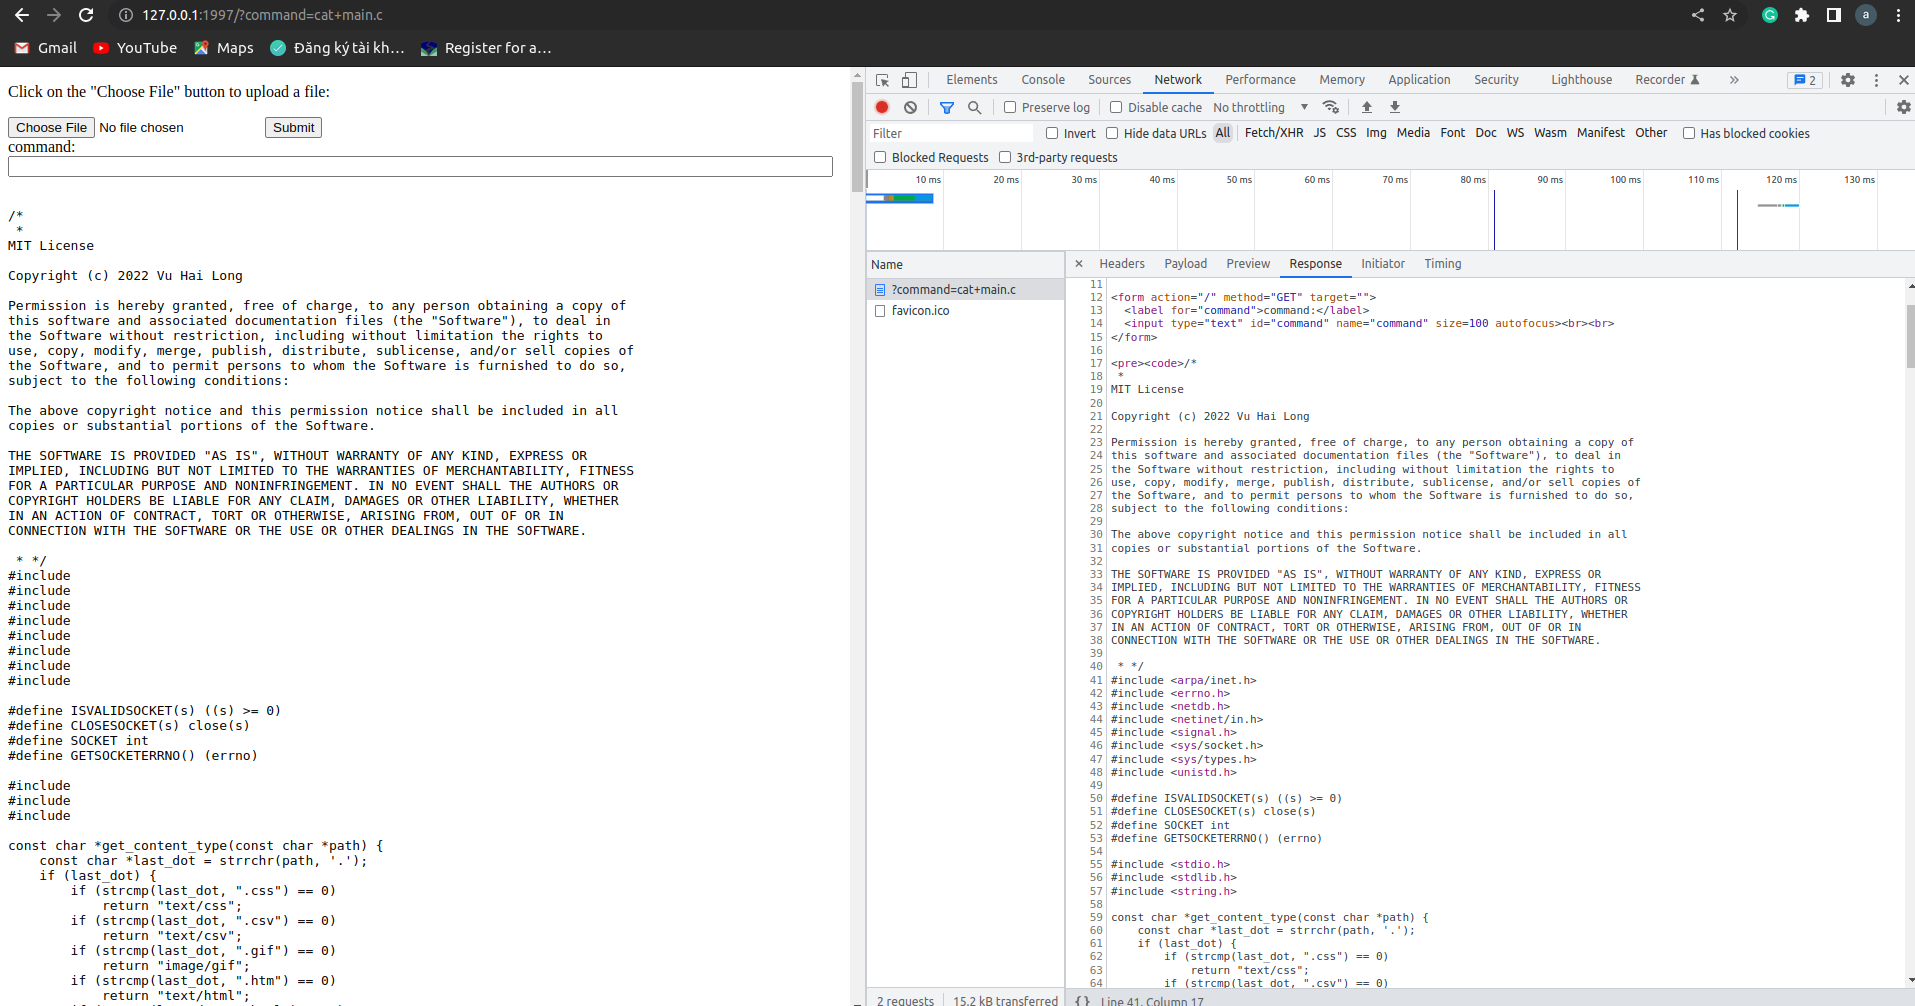 127.0.0.1:1997/?command=cat+main.c
a
Gmail YouTube Maps Đăng ký tài kh... Register for a...
Click on the "Choose File" button to upload a file:
Choose File No file chosen Submit
command:
/*
 *
MIT License

Copyright (c) 2022 Vu Hai Long

Permission is hereby granted, free of charge, to any person obtaining a copy of
this software and associated documentation files (the "Software"), to deal in
the Software without restriction, including without limitation the rights to
use, copy, modify, merge, publish, distribute, sublicense, and/or sell copies of
the Software, and to permit persons to whom the Software is furnished to do so,
subject to the following conditions:

The above copyright notice and this permission notice shall be included in all
copies or substantial portions of the Software.

THE SOFTWARE IS PROVIDED "AS IS", WITHOUT WARRANTY OF ANY KIND, EXPRESS OR
IMPLIED, INCLUDING BUT NOT LIMITED TO THE WARRANTIES OF MERCHANTABILITY, FITNESS
FOR A PARTICULAR PURPOSE AND NONINFRINGEMENT. IN NO EVENT SHALL THE AUTHORS OR
COPYRIGHT HOLDERS BE LIABLE FOR ANY CLAIM, DAMAGES OR OTHER LIABILITY, WHETHER
IN AN ACTION OF CONTRACT, TORT OR OTHERWISE, ARISING FROM, OUT OF OR IN
CONNECTION WITH THE SOFTWARE OR THE USE OR OTHER DEALINGS IN THE SOFTWARE.

 * */
#include
#include
#include
#include
#include
#include
#include
#include

#define ISVALIDSOCKET(s) ((s) >= 0)
#define CLOSESOCKET(s) close(s)
#define SOCKET int
#define GETSOCKETERRNO() (errno)

#include
#include
#include

const char *get_content_type(const char *path) {
    const char *last_dot = strrchr(path, '.');
    if (last_dot) {
        if (strcmp(last_dot, ".css") == 0)
            return "text/css";
        if (strcmp(last_dot, ".csv") == 0)
            return "text/csv";
        if (strcmp(last_dot, ".gif") == 0)
            return "image/gif";
        if (strcmp(last_dot, ".htm") == 0)
            return "text/html";
Elements Console Sources Network Performance Memory Application Security Lighthouse Recorder 2
Preserve log Disable cache No throttling
Filter Invert Hide data URLs All Fetch/XHR JS CSS Img Media Font Doc WS Wasm Manifest Other Has blocked cookies
Blocked Requests 3rd-party requests
10 ms 20 ms 30 ms 40 ms 50 ms 60 ms 70 ms 80 ms 90 ms 100 ms 110 ms 120 ms 130 ms
Name
?command=cat+main.c
favicon.ico
2 requests 15.2 kB transferred
Headers Payload Preview Response Initiator Timing
11
12 <form action="/" method="GET" target="">
13   <label for="command">command:</label>
14   <input type="text" id="command" name="command" size=100 autofocus><br><br>
15 </form>
16
17 <pre><code>/*
18  *
19 MIT License
20
21 Copyright (c) 2022 Vu Hai Long
22
23 Permission is hereby granted, free of charge, to any person obtaining a copy of
24 this software and associated documentation files (the "Software"), to deal in
25 the Software without restriction, including without limitation the rights to
26 use, copy, modify, merge, publish, distribute, sublicense, and/or sell copies of
27 the Software, and to permit persons to whom the Software is furnished to do so,
28 subject to the following conditions:
29
30 The above copyright notice and this permission notice shall be included in all
31 copies or substantial portions of the Software.
32
33 THE SOFTWARE IS PROVIDED "AS IS", WITHOUT WARRANTY OF ANY KIND, EXPRESS OR
34 IMPLIED, INCLUDING BUT NOT LIMITED TO THE WARRANTIES OF MERCHANTABILITY, FITNESS
35 FOR A PARTICULAR PURPOSE AND NONINFRINGEMENT. IN NO EVENT SHALL THE AUTHORS OR
36 COPYRIGHT HOLDERS BE LIABLE FOR ANY CLAIM, DAMAGES OR OTHER LIABILITY, WHETHER
37 IN AN ACTION OF CONTRACT, TORT OR OTHERWISE, ARISING FROM, OUT OF OR IN
38 CONNECTION WITH THE SOFTWARE OR THE USE OR OTHER DEALINGS IN THE SOFTWARE.
39
40  * */
41 #include <arpa/inet.h>
42 #include <errno.h>
43 #include <netdb.h>
44 #include <netinet/in.h>
45 #include <signal.h>
46 #include <sys/socket.h>
47 #include <sys/types.h>
48 #include <unistd.h>
49
50 #define ISVALIDSOCKET(s) ((s) >= 0)
51 #define CLOSESOCKET(s) close(s)
52 #define SOCKET int
53 #define GETSOCKETERRNO() (errno)
54
55 #include <stdio.h>
56 #include <stdlib.h>
57 #include <string.h>
58
59 const char *get_content_type(const char *path) {
60     const char *last_dot = strrchr(path, '.');
61     if (last_dot) {
62         if (strcmp(last_dot, ".css") == 0)
63             return "text/css";
64         if (strcmp(last_dot, ".csv") == 0)
{} Line 41, Column 17